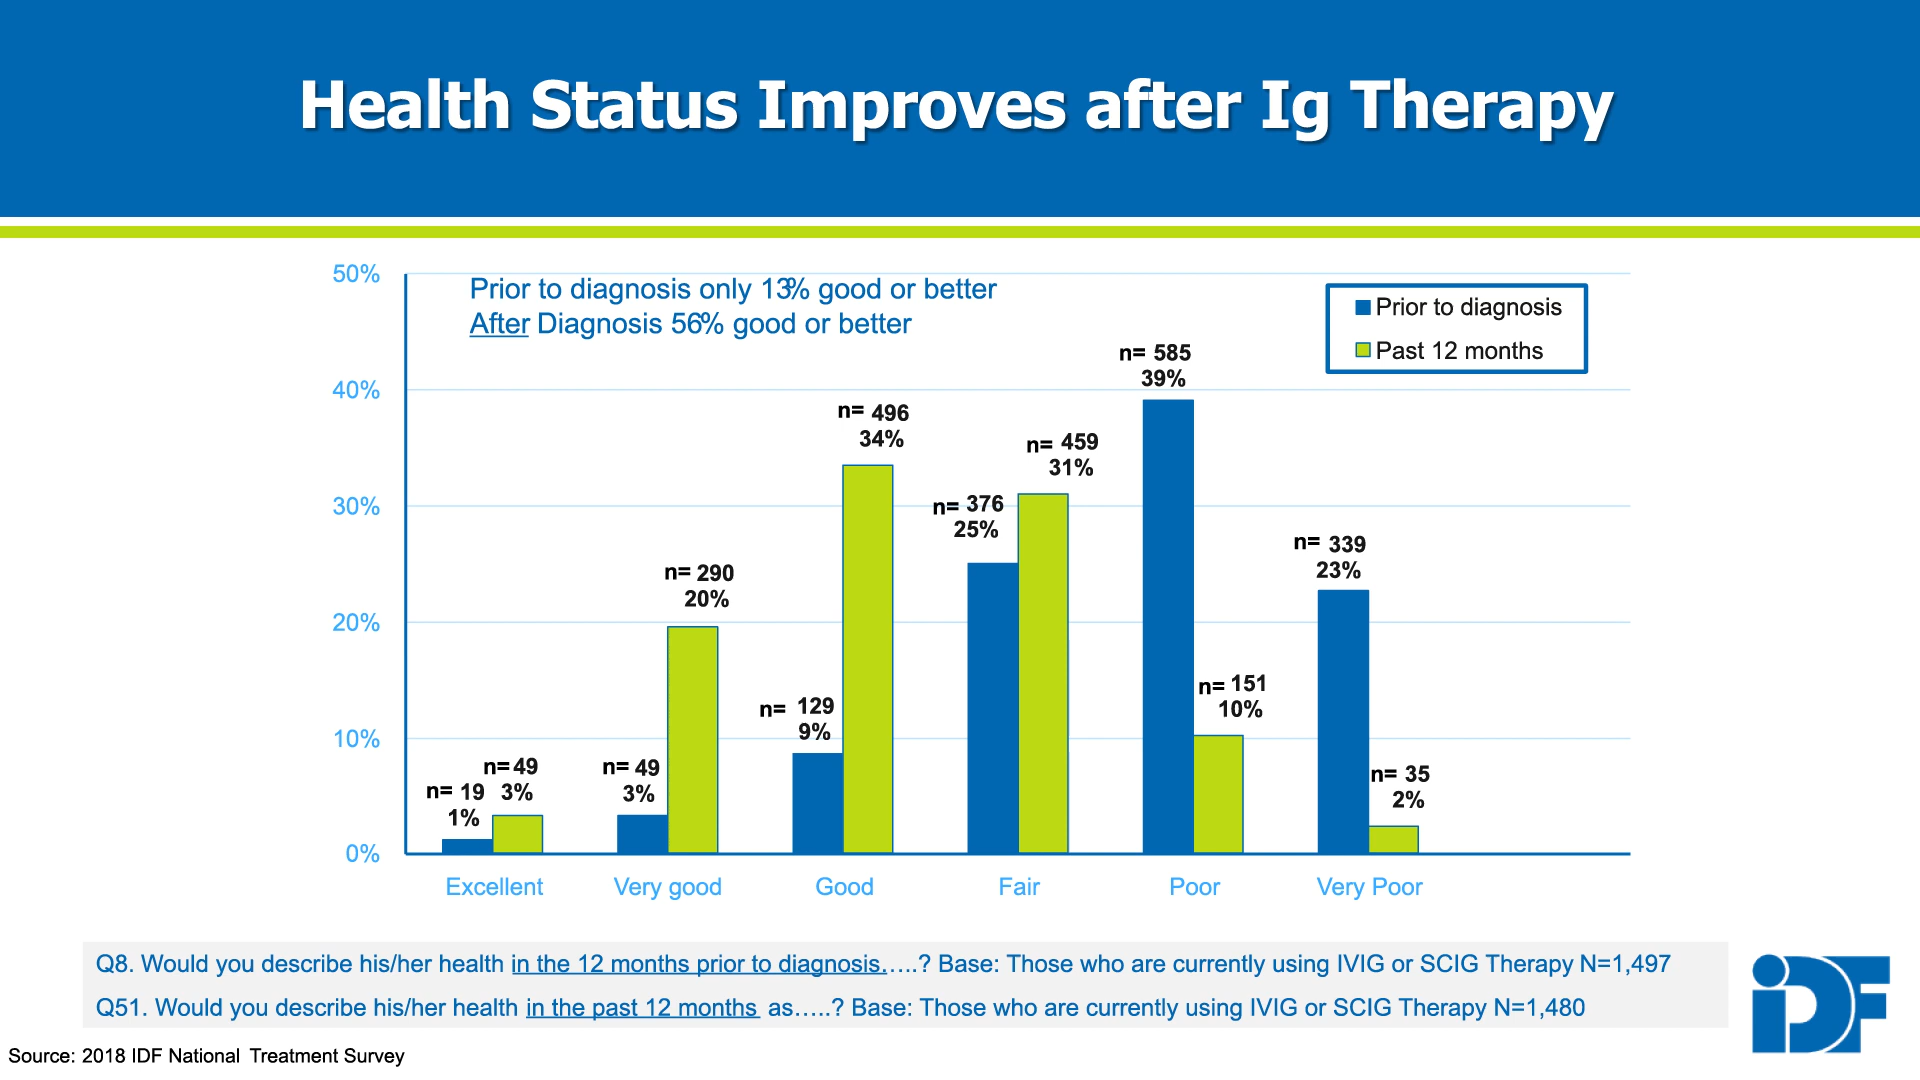 Health Status Improves after Ig Therapy
50%
40%
30%
20%
10%
0%
Prior to diagnosis only 13% good or better
After Diagnosis 56% good or better
Prior to diagnosis
Past 12 months
n= 19
1%
n= 49
3%
n= 49
3%
n= 290
20%
n= 129
9%
n= 496
34%
n= 376
25%
n= 459
31%
n= 585
39%
n= 151
10%
n= 339
23%
n= 35
2%
Excellent
Very good
Good
Fair
Poor
Very Poor
Q8. Would you describe his/her health in the 12 months prior to diagnosis.…..? Base: Those who are currently using IVIG or SCIG Therapy N=1,497
Q51. Would you describe his/her health in the past 12 months as…..? Base: Those who are currently using IVIG or SCIG Therapy N=1,480
iDF
Source: 2018 IDF National Treatment Survey